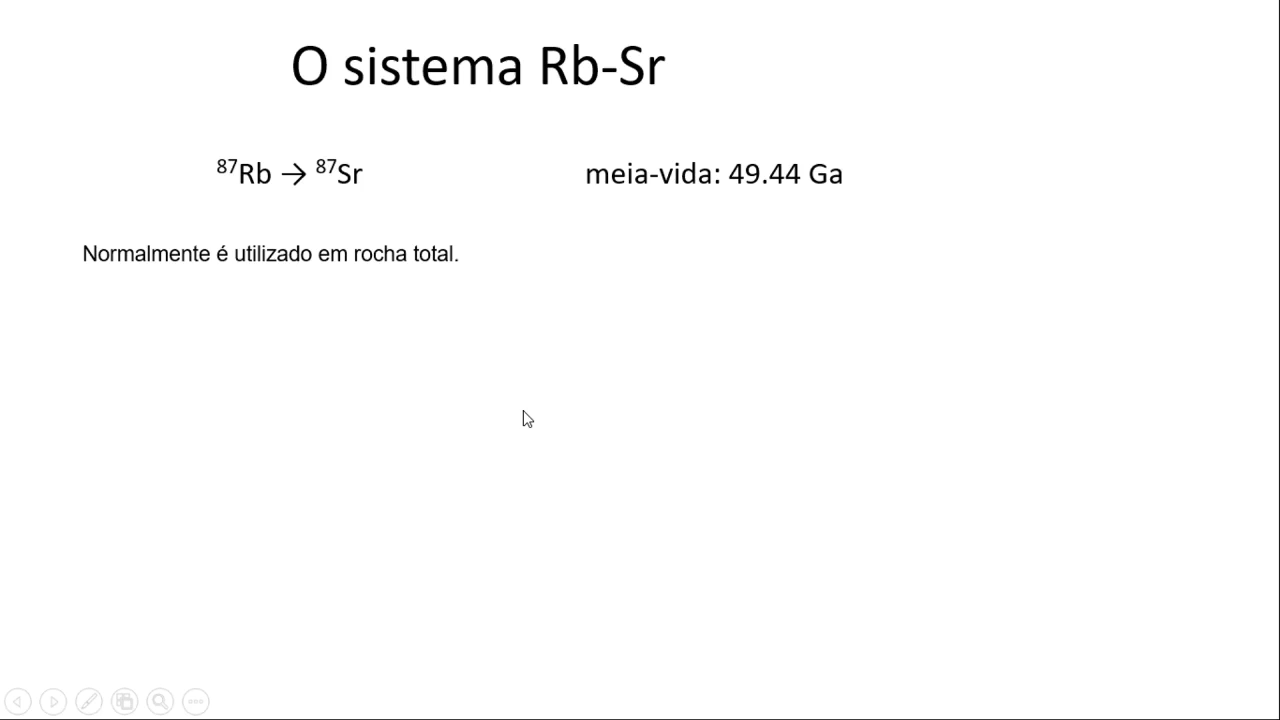 O sistema Rb-Sr
⁸⁷Rb → ⁸⁷Sr
meia-vida: 49.44 Ga
Normalmente é utilizado em rocha total.